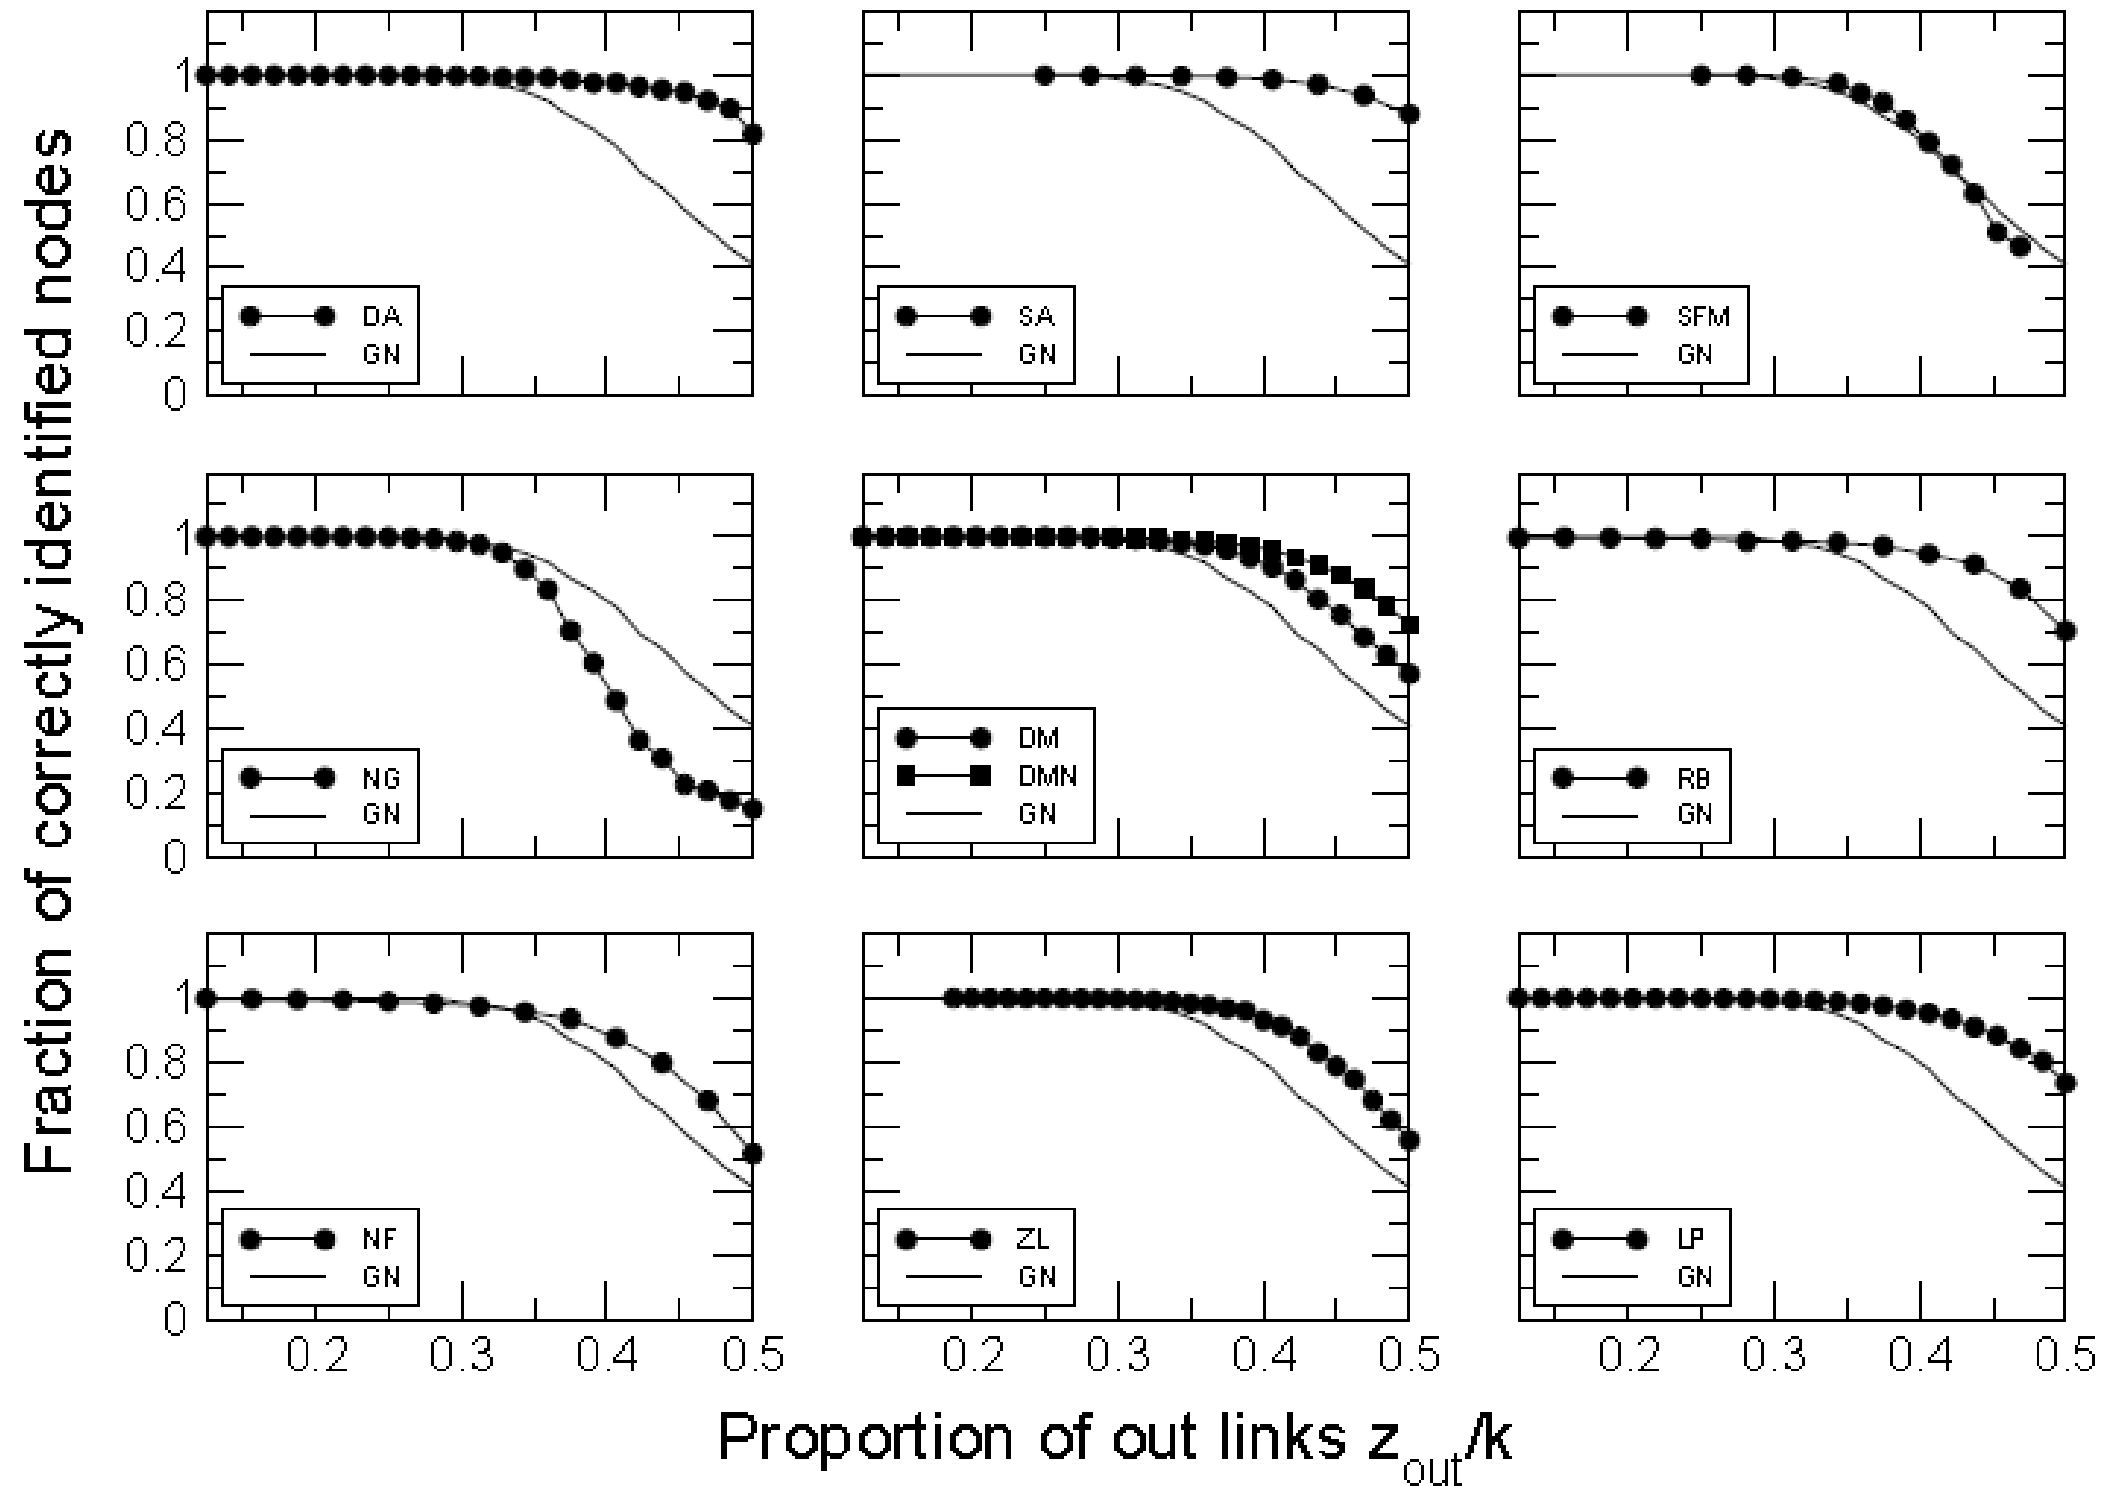 Fraction of correctly identified nodes
1
0.8
0.6
0.4
0.2
0
DA
GN
SA
GN
SFM
GN
1
0.8
0.6
0.4
0.2
0
NG
GN
DM
DMN
GN
RB
GN
1
0.8
0.6
0.4
0.2
0
NF
GN
ZL
GN
LP
GN
0.2 0.3 0.4 0.5
0.2 0.3 0.4 0.5
0.2 0.3 0.4 0.5
Proportion of out links z_out/k